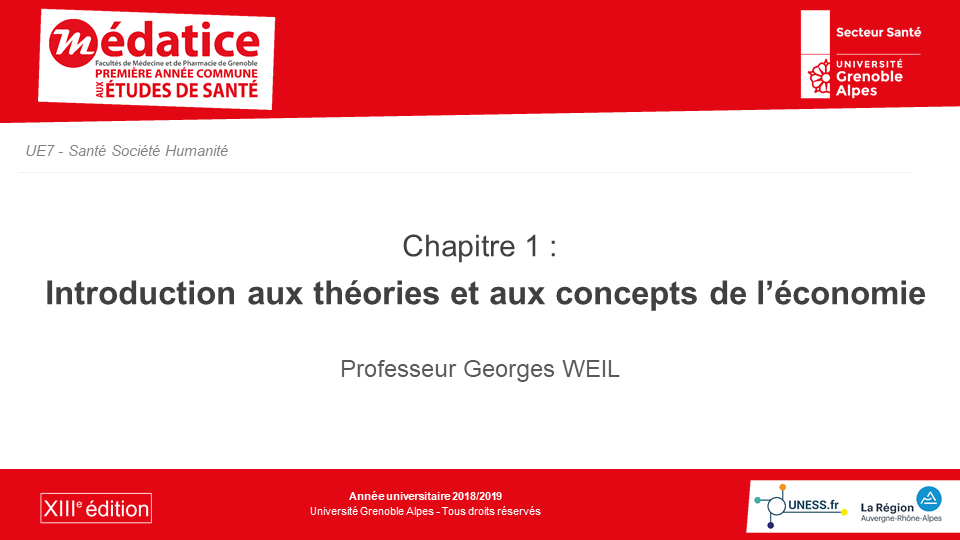 médatice
Facultés de Médecine et de Pharmacie de Grenoble
PREMIÈRE ANNÉE COMMUNE
AUX ÉTUDES DE SANTÉ
Secteur Santé
UNIVERSITÉ
Grenoble
Alpes
UE7 - Santé Société Humanité
Chapitre 1 :
Introduction aux théories et aux concepts de l’économie
Professeur Georges WEIL
XIIIe édition
Année universitaire 2018/2019
Université Grenoble Alpes - Tous droits réservés
UNESS.fr
La Région
Auvergne-Rhône-Alpes